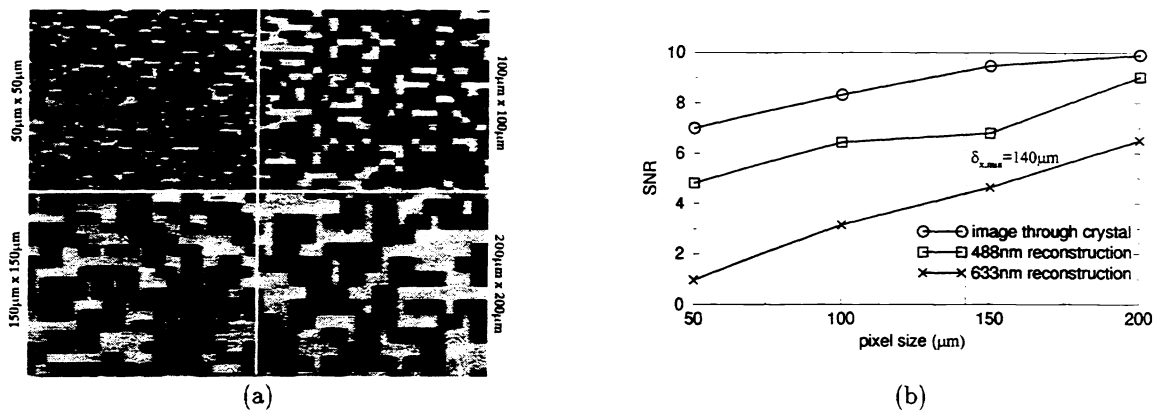 50µm x 50µm
100µm x 100µm
150µm x 150µm
2000µm x 200µm
(a)
10
8
6
4
2
0
SNR
δx,max=140µm
image through crystal
488nm reconstruction
633nm reconstruction
50
100
150
200
pixel size (µm)
(b)